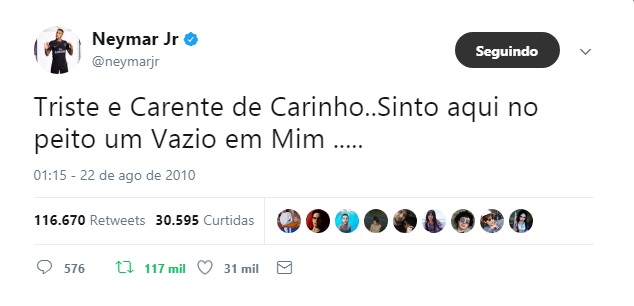 Neymar Jr
@neymarjr
Seguindo
Triste e Carente de Carinho..Sinto aqui no
peito um Vazio em Mim .....
01:15 - 22 de ago de 2010
116.670 Retweets 30.595 Curtidas
576 117 mil 31 mil